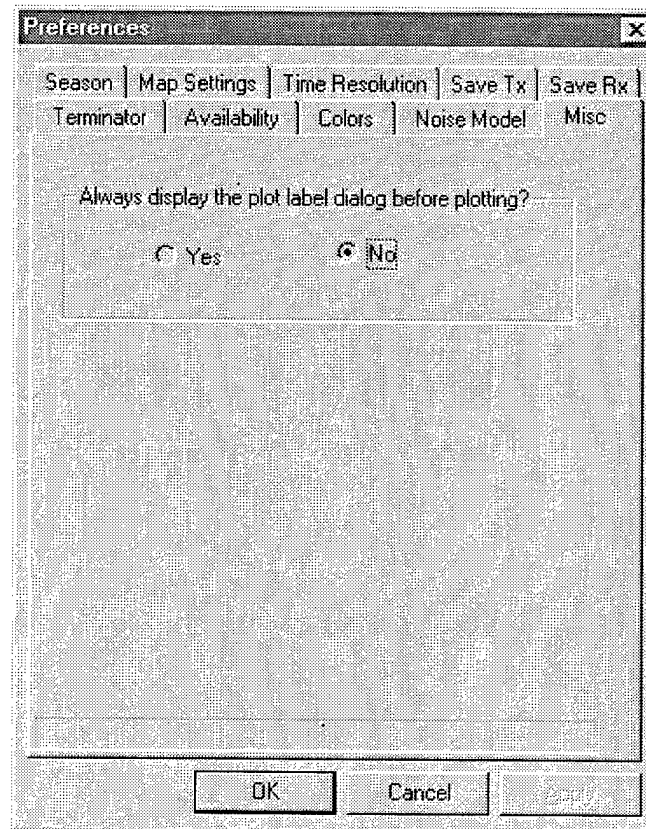 Preferences
Season Map Settings Time Resolution Save Tx Save Rx
Terminator Availability Colors Noise Model Misc
Always display the plot label dialog before plotting?
Yes No
OK Cancel